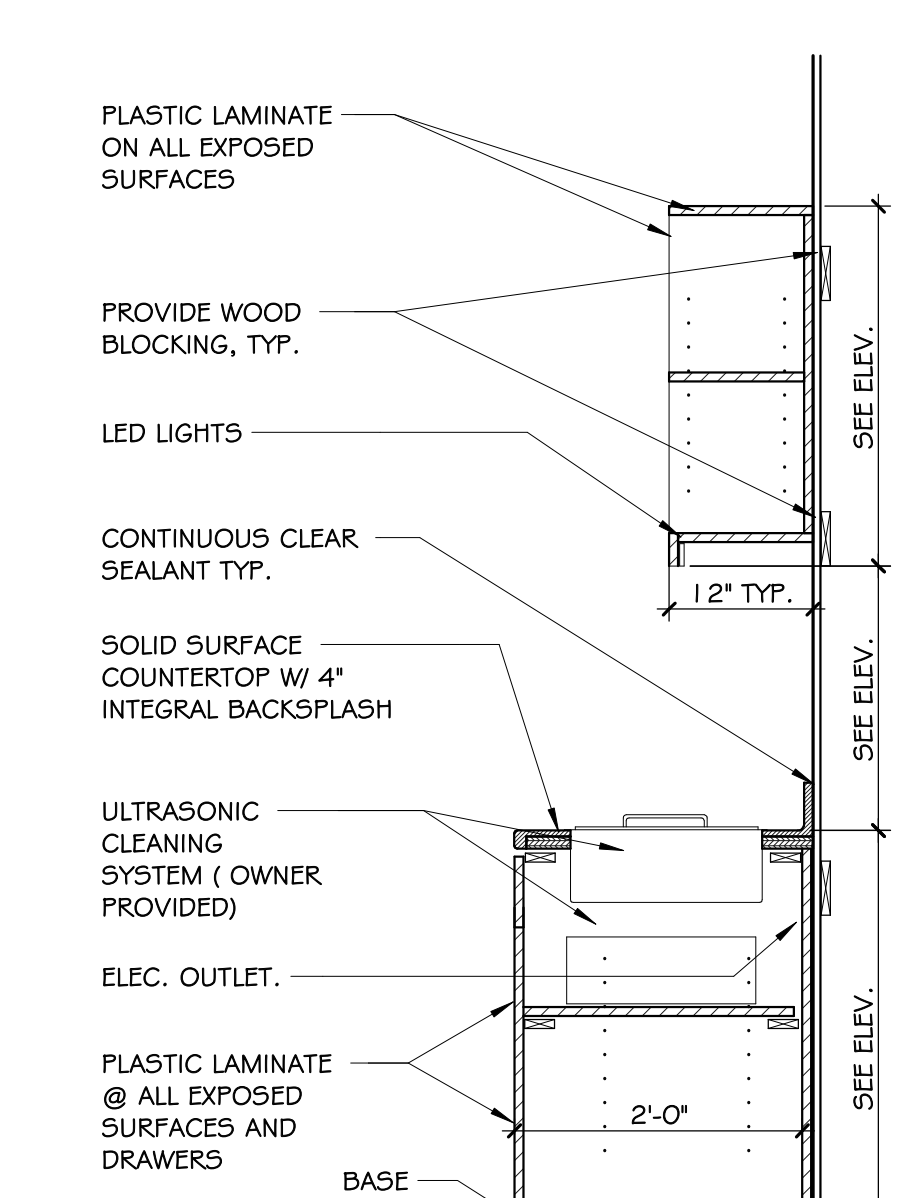 PLASTIC LAMINATE
ON ALL EXPOSED
SURFACES
PROVIDE WOOD
BLOCKING, TYP.
SEE ELEV.
LED LIGHTS
CONTINUOUS CLEAR
SEALANT TYP.
12" TYP.
SOLID SURFACE
COUNTERTOP W/ 4"
INTEGRAL BACKSPLASH
SEE ELEV.
ULTRASONIC
CLEANING
SYSTEM ( OWNER
PROVIDED)
ELEC. OUTLET.
SEE ELEV.
PLASTIC LAMINATE
@ ALL EXPOSED
SURFACES AND
DRAWERS
2'-0"
BASE